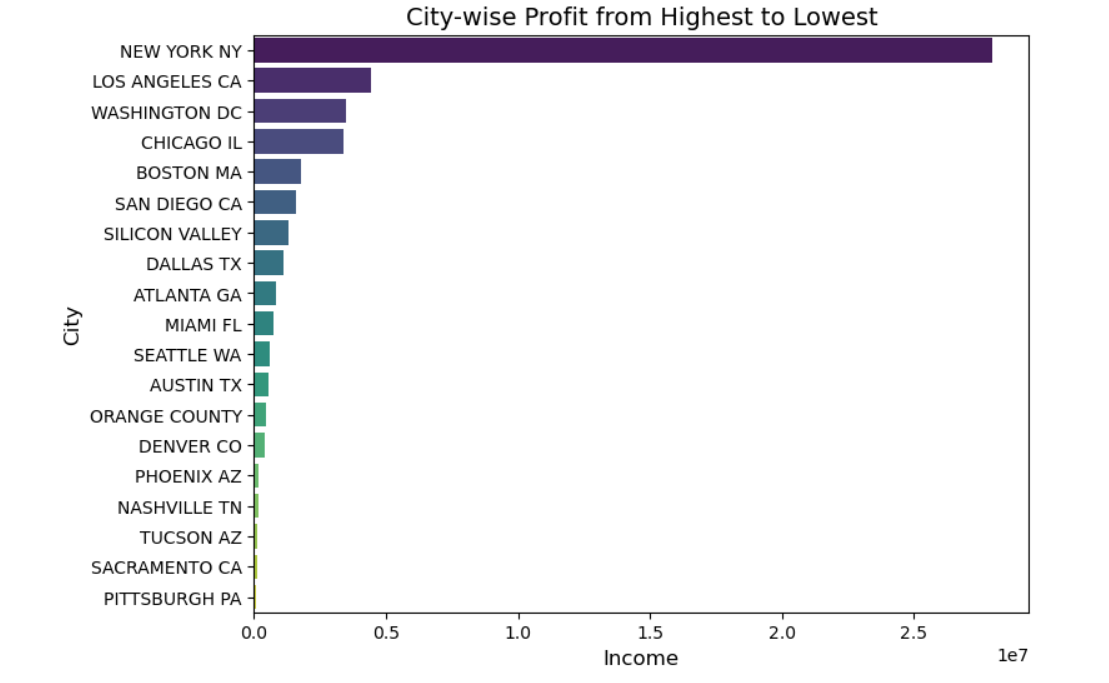 City-wise Profit from Highest to Lowest
NEW YORK NY
LOS ANGELES CA
WASHINGTON DC
CHICAGO IL
BOSTON MA
SAN DIEGO CA
SILICON VALLEY
DALLAS TX
ATLANTA GA
MIAMI FL
SEATTLE WA
AUSTIN TX
ORANGE COUNTY
DENVER CO
PHOENIX AZ
NASHVILLE TN
TUCSON AZ
SACRAMENTO CA
PITTSBURGH PA
City
0.0 0.5 1.0 1.5 2.0 2.5
1e7
Income